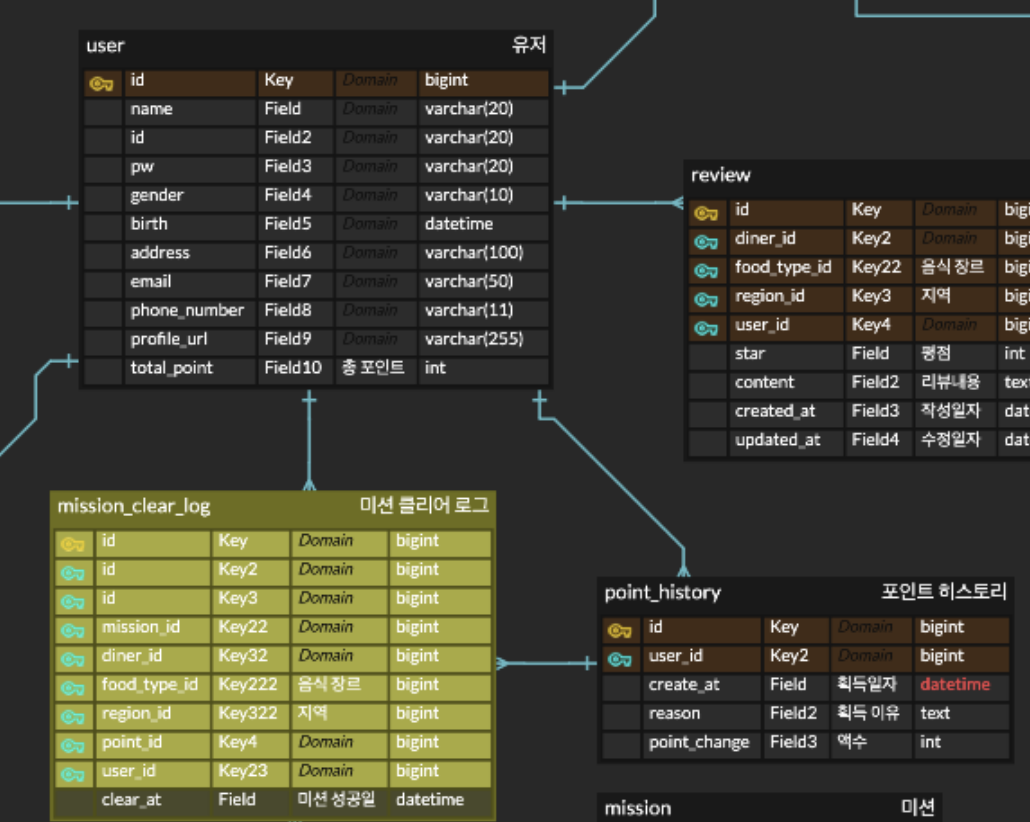 user 유저
id Key Domain bigint
name Field Domain varchar(20)
id Field2 Domain varchar(20)
pw Field3 Domain varchar(20)
gender Field4 Domain varchar(10)
birth Field5 Domain datetime
address Field6 Domain varchar(100)
email Field7 Domain varchar(50)
phone_number Field8 Domain varchar(11)
profile_url Field9 Domain varchar(255)
total_point Field10 총 포인트 int
review
id Key Domain bigi
diner_id Key2 Domain bigi
food_type_id Key22 음식 장르 bigi
region_id Key3 지역 bigi
user_id Key4 Domain bigi
star Field 평점 int
content Field2 리뷰내용 tex
created_at Field3 작성일자 dat
updated_at Field4 수정일자 dat
mission_clear_log 미션 클리어 로그
id Key Domain bigint
id Key2 Domain bigint
id Key3 Domain bigint
mission_id Key22 Domain bigint
diner_id Key32 Domain bigint
food_type_id Key222 음식 장르 bigint
region_id Key322 지역 bigint
point_id Key4 Domain bigint
user_id Key23 Domain bigint
clear_at Field 미션 성공일 datetime
point_history 포인트 히스토리
id Key Domain bigint
user_id Key2 Domain bigint
create_at Field 획득일자 datetime
reason Field2 획득 이유 text
point_change Field3 액수 int
mission 미션